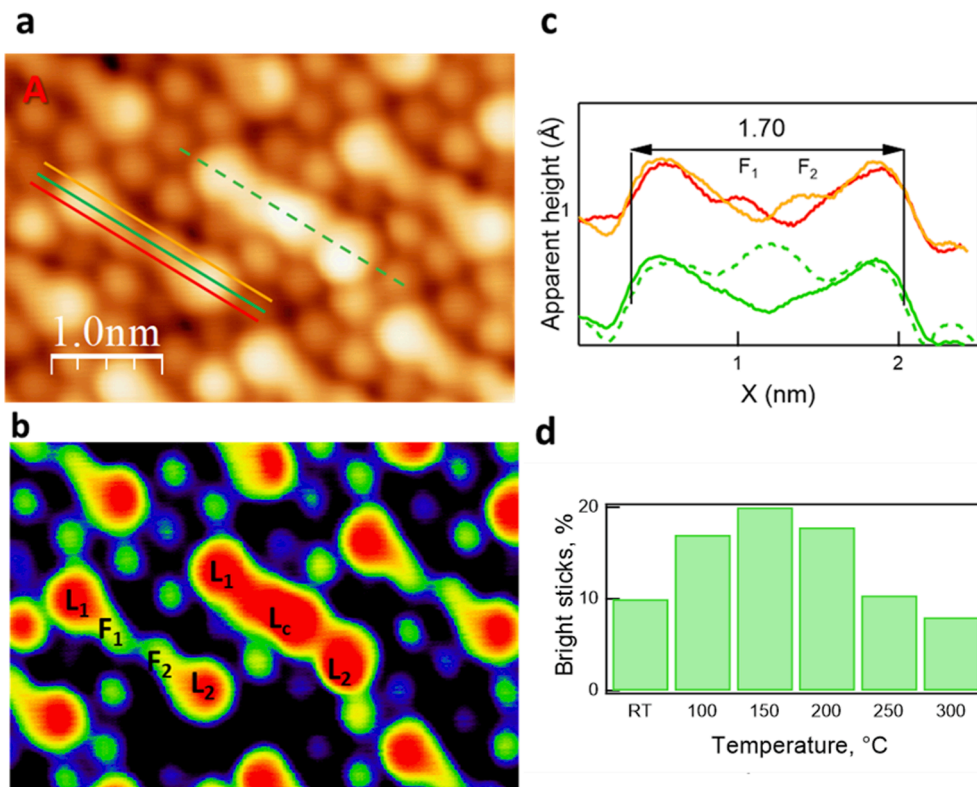 a
A
1.0nm
b
L1
F1
F2
L2
L1
Lc
L2
c
Apparent height (Å)
1
1.70
F1
F2
1
2
X (nm)
d
Bright sticks, %
20
10
0
RT
100
150
200
250
300
Temperature, °C